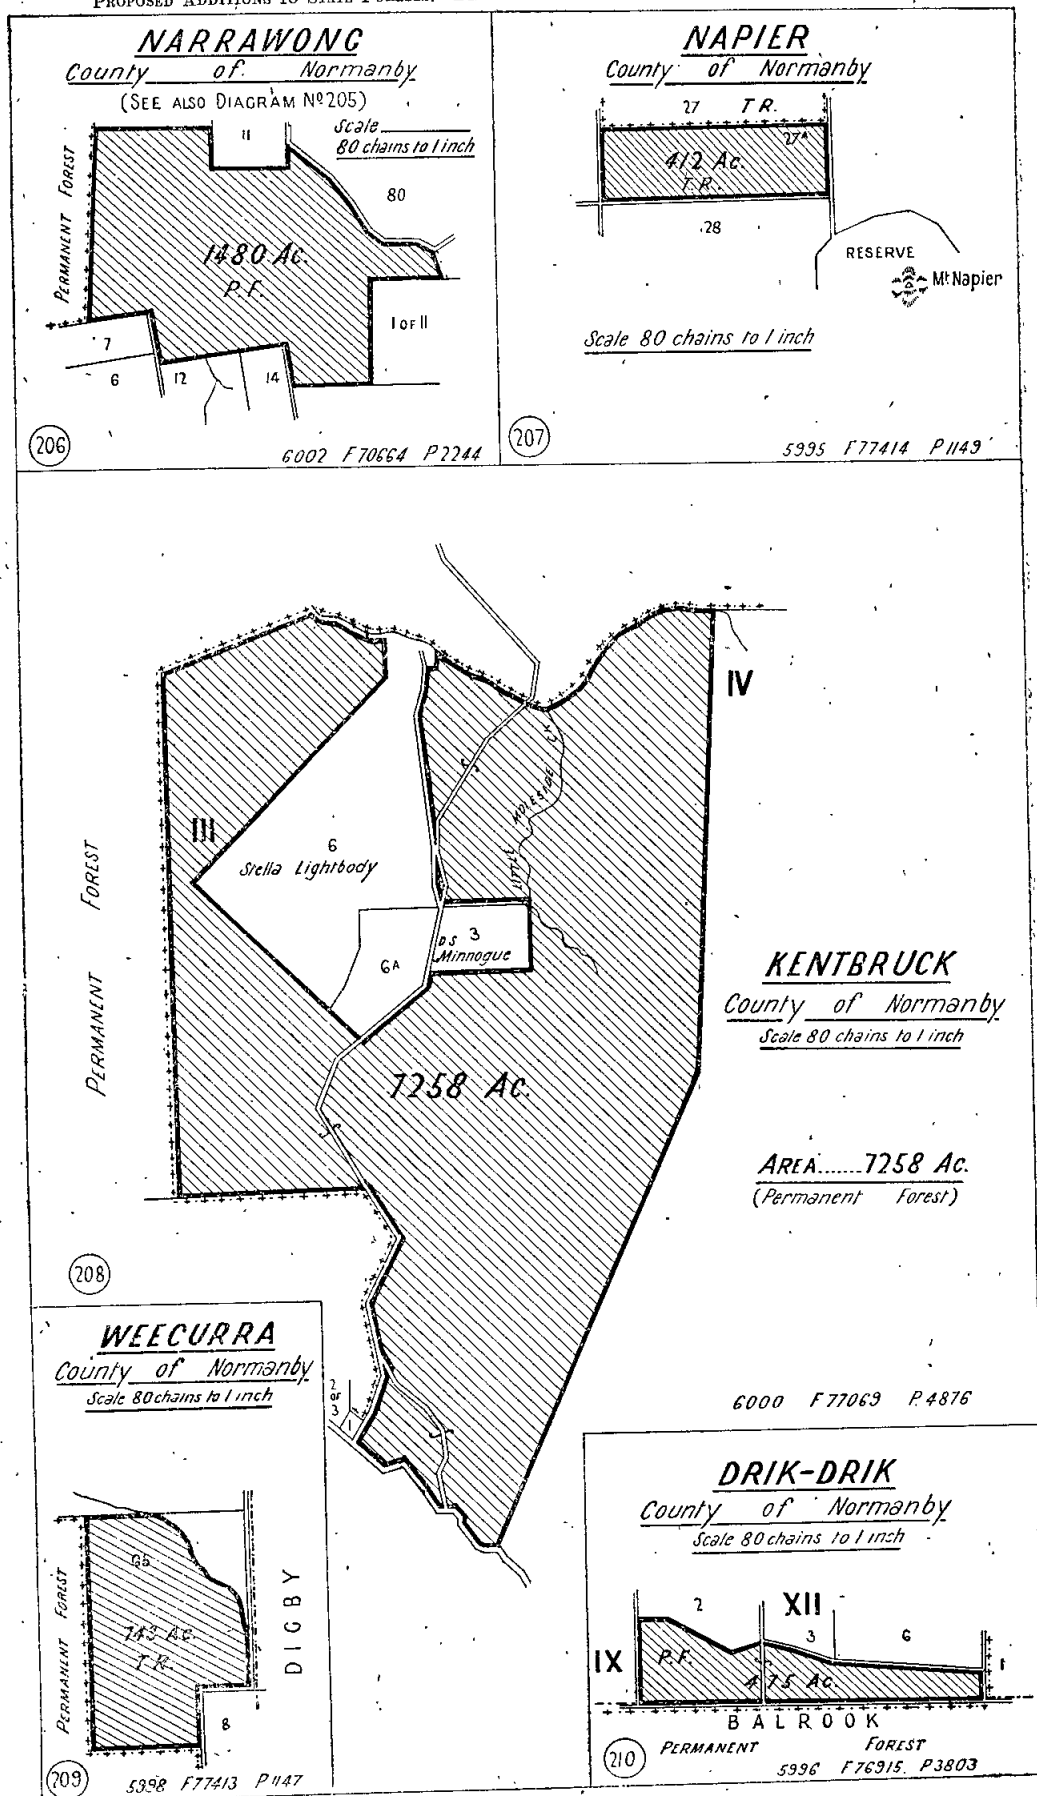 PROPOSED ADDITIONS TO STATE FORESTS.
NARRAWONG
County of Normanby
(SEE ALSO DIAGRAM Nº205)
Scale
80 chains to 1 inch
PERMANENT FOREST
11
80
1480 Ac.
P.F.
1 OF 11
7
6
12
14
206
6002 F70664 P2244
NAPIER
County of Normanby
27 T.R.
27A
412 Ac.
T.R.
28
RESERVE
Mt Napier
Scale 80 chains to 1 inch
207
5995 F77414 P1149
IV
III
6
Stella Lightbody
LITTLE MOLESIDE CK
PERMANENT FOREST
DS 3
Minnogue
6A
KENTBRUCK
County of Normanby
Scale 80 chains to 1 inch
7258 Ac.
AREA......7258 Ac.
(Permanent Forest)
208
2 OF 3
1
6000 F77069 P.4876
WEECURRA
County of Normanby
Scale 80 chains to 1 inch
PERMANENT FOREST
743 Ac.
T.R.
DIGBY
8
209
5998 F77413 P1147
DRIK-DRIK
County of Normanby
Scale 80 chains to 1 inch
XII
2
3
6
1
IX
P.F.
475 Ac.
BALROOK
PERMANENT FOREST
210
5996 F76915 P3803